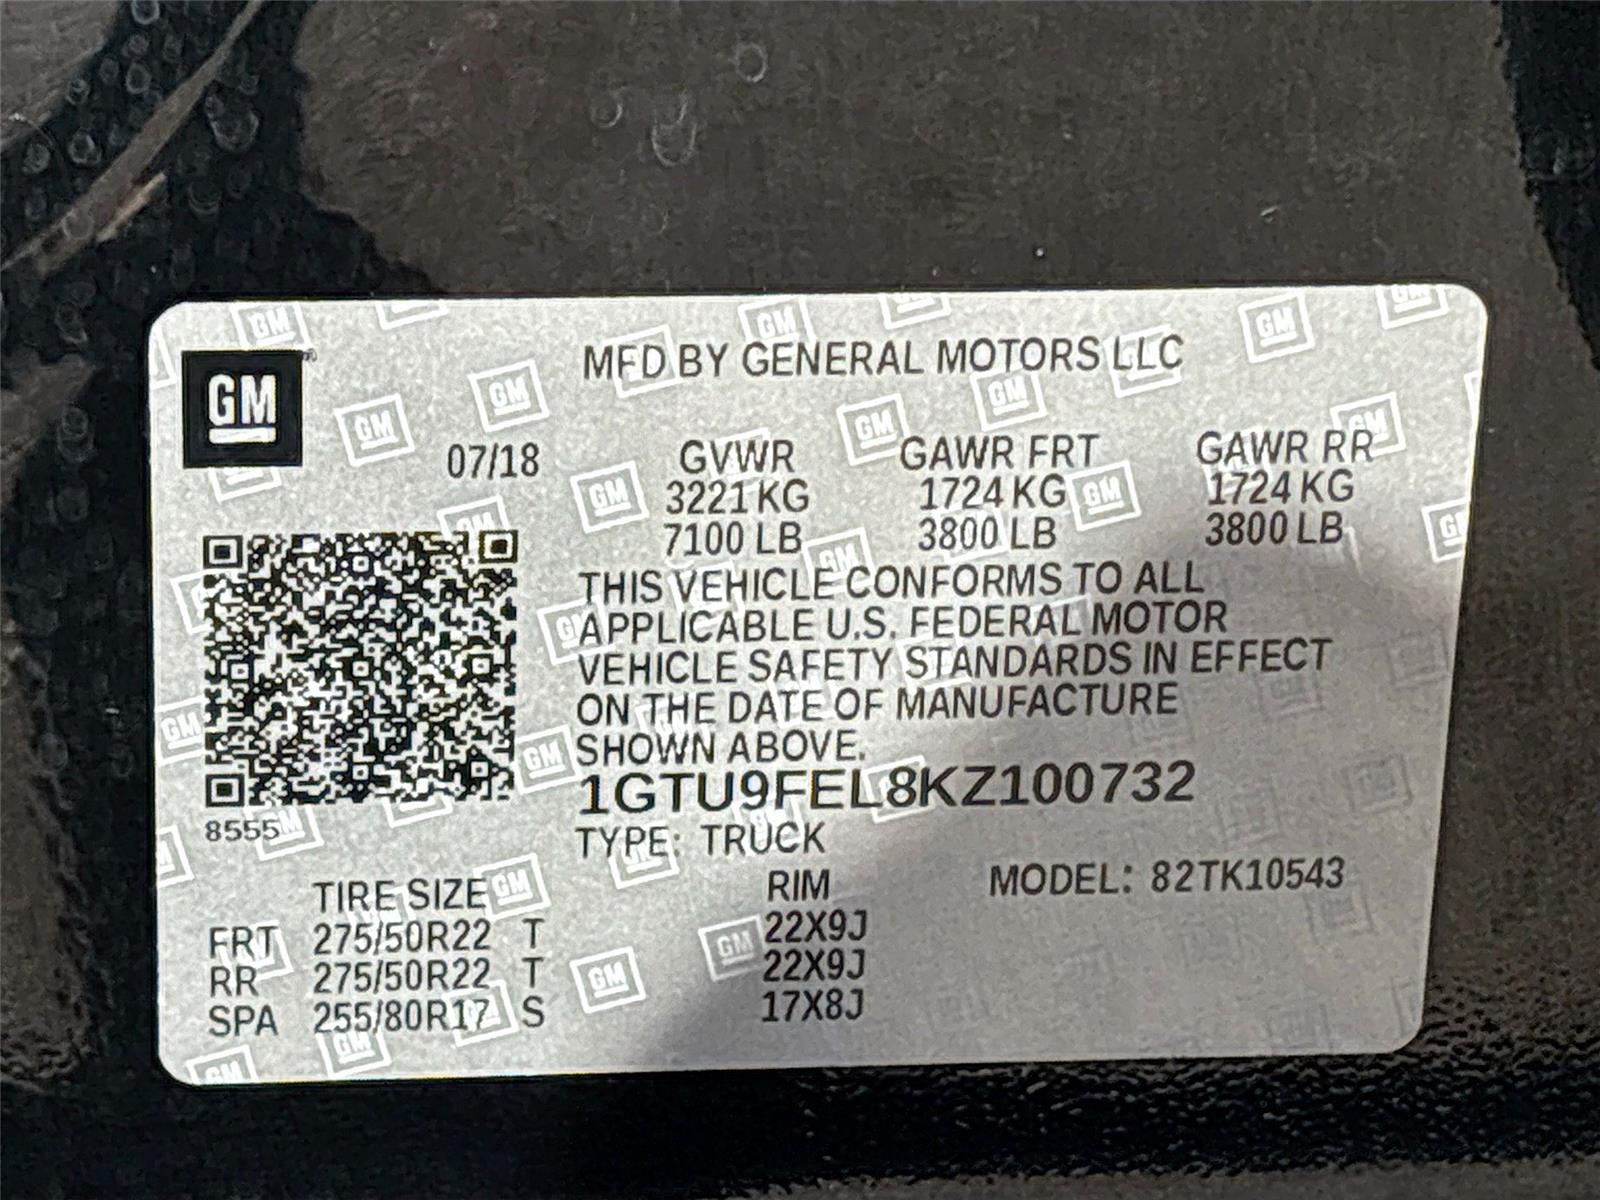 GM
MFD BY GENERAL MOTORS LLC
07/18 GVWR GAWR FRT GAWR RR
3221 KG 1724 KG 1724 KG
7100 LB 3800 LB 3800 LB
THIS VEHICLE CONFORMS TO ALL
APPLICABLE U.S. FEDERAL MOTOR
VEHICLE SAFETY STANDARDS IN EFFECT
ON THE DATE OF MANUFACTURE
SHOWN ABOVE.
1GTU9FEL8KZ100732
8555
TYPE: TRUCK
TIRE SIZE RIM MODEL: 82TK10543
FRT 275/50R22 T 22X9J
RR 275/50R22 T 22X9J
SPA 255/80R17 S 17X8J